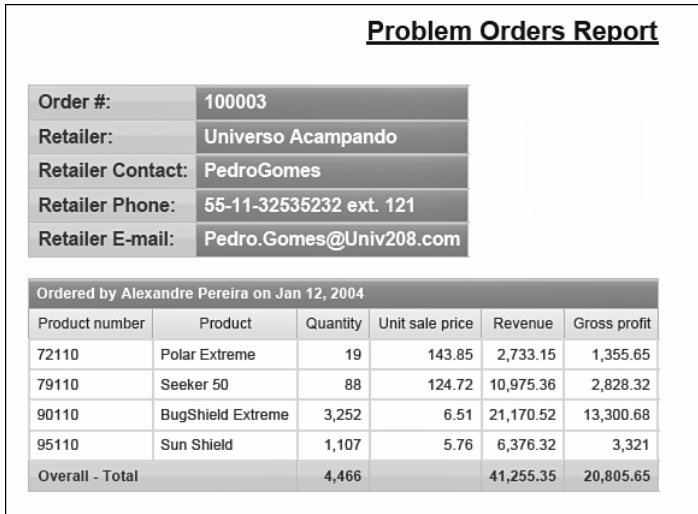 Problem Orders Report
Order #: 100003
Retailer: Universo Acampando
Retailer Contact: PedroGomes
Retailer Phone: 55-11-32535232 ext. 121
Retailer E-mail: Pedro.Gomes@Univ208.com
Ordered by Alexandre Pereira on Jan 12, 2004
Product number Product Quantity Unit sale price Revenue Gross profit
72110 Polar Extreme 19 143.85 2,733.15 1,355.65
79110 Seeker 50 88 124.72 10,975.36 2,828.32
90110 BugShield Extreme 3,252 6.51 21,170.52 13,300.68
95110 Sun Shield 1,107 5.76 6,376.32 3,321
Overall - Total 4,466 41,255.35 20,805.65